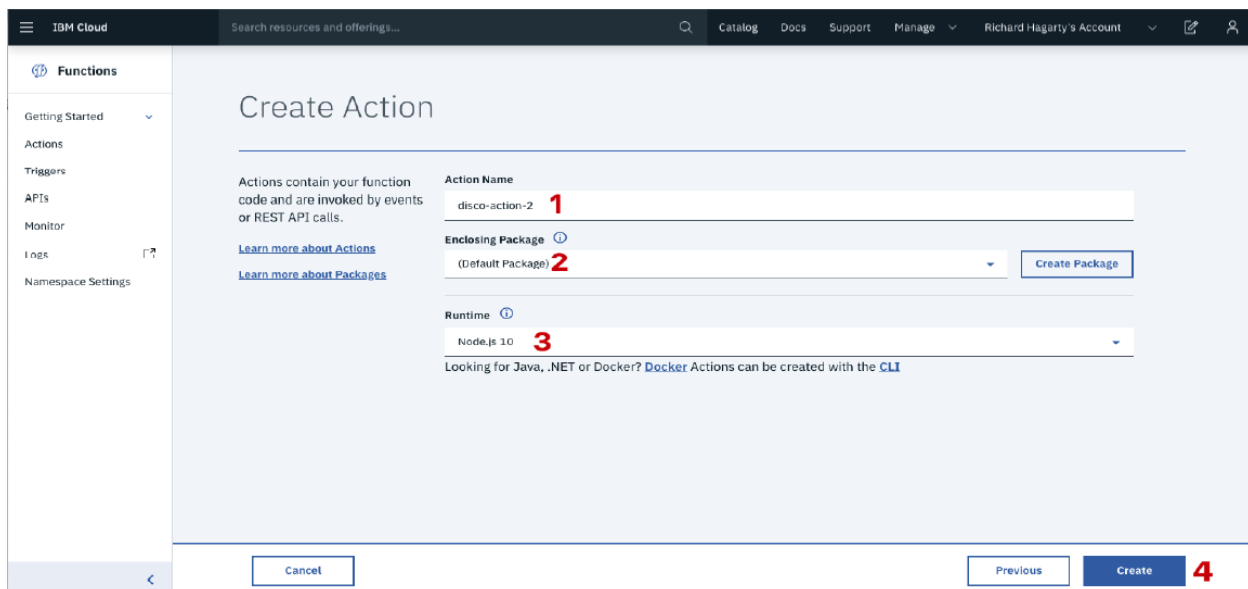 IBM Cloud
Search resources and offerings...
Catalog
Docs
Support
Manage
Richard Hagarty's Account
Functions
Getting Started
Actions
Triggers
APIs
Monitor
Logs
Namespace Settings
Create Action
Actions contain your function
code and are invoked by events
or REST API calls.
Learn more about Actions
Learn more about Packages
Action Name
disco-action-2 1
Enclosing Package
(Default Package) 2
Create Package
Runtime
Node.js 10 3
Looking for Java, .NET or Docker? Docker Actions can be created with the CLI
Cancel
Previous
Create 4